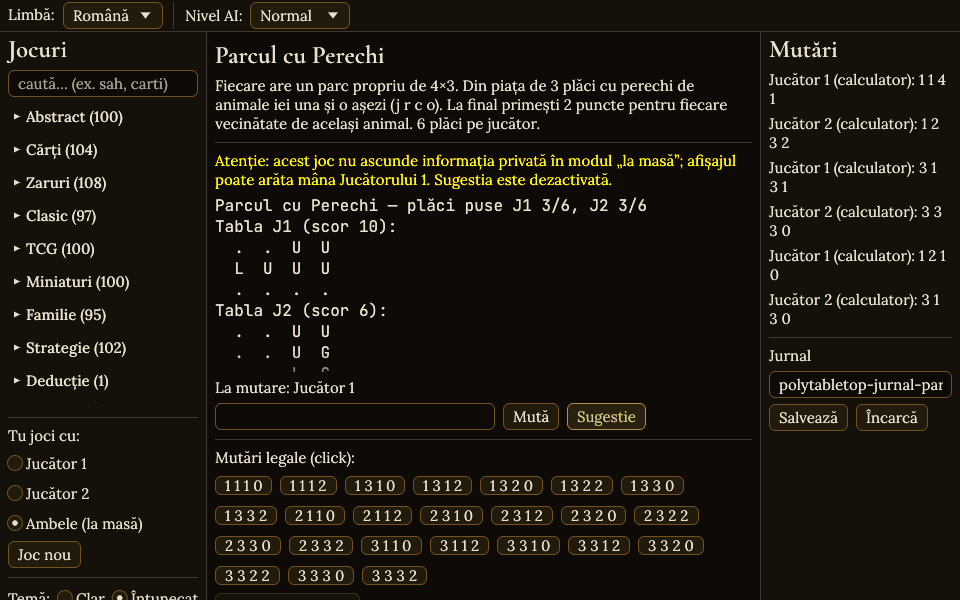 Limbă: Română ▼ Nivel AI: Normal ▼
Jocuri
caută... (ex. sah, carti)
▸ Abstract (100)
▸ Cărți (104)
▸ Zaruri (108)
▸ Clasic (97)
▸ TCG (100)
▸ Miniaturi (100)
▸ Familie (95)
▸ Strategie (102)
▸ Deducție (1)
Tu joci cu:
Jucător 1
Jucător 2
Ambele (la masă)
Joc nou
Temă: Clar Întunecat
Parcul cu Perechi
Fiecare are un parc propriu de 4×3. Din piața de 3 plăci cu perechi de
animale iei una și o așezi (j r c o). La final primești 2 puncte pentru fiecare
vecinătate de același animal. 6 plăci pe jucător.
Atenție: acest joc nu ascunde informația privată în modul „la masă”; afișajul
poate arăta mâna Jucătorului 1. Sugestia este dezactivată.
Parcul cu Perechi — plăci puse J1 3/6, J2 3/6
Tabla J1 (scor 10):
. . U U
L U U U
. . . .
Tabla J2 (scor 6):
. . U U
. . U G
La mutare: Jucător 1
Mută Sugestie
Mutări legale (click):
1 1 1 0 1 1 1 2 1 3 1 0 1 3 1 2 1 3 2 0 1 3 2 2 1 3 3 0
1 3 3 2 2 1 1 0 2 1 1 2 2 3 1 0 2 3 1 2 2 3 2 0 2 3 2 2
2 3 3 0 2 3 3 2 3 1 1 0 3 1 1 2 3 3 1 0 3 3 1 2 3 3 2 0
3 3 2 2 3 3 3 0 3 3 3 2
Mutări
Jucător 1 (calculator): 1 1 4
1
Jucător 2 (calculator): 1 2
3 2
Jucător 1 (calculator): 3 1
3 1
Jucător 2 (calculator): 3 3
3 0
Jucător 1 (calculator): 1 2 1
0
Jucător 2 (calculator): 3 1
3 0
Jurnal
polytabletop-jurnal-par
Salvează Încarcă